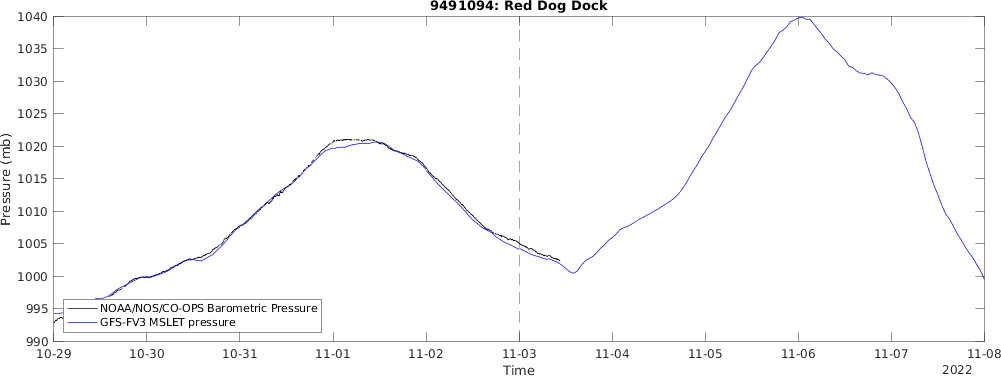 9491094: Red Dog Dock
1040
1035
1030
1025
1020
1015
1010
1005
1000
995
990
Pressure (mb)
NOAA/NOS/CO-OPS Barometric Pressure
GFS-FV3 MSLET pressure
10-29 10-30 10-31 11-01 11-02 11-03 11-04 11-05 11-06 11-07 11-08
Time
2022